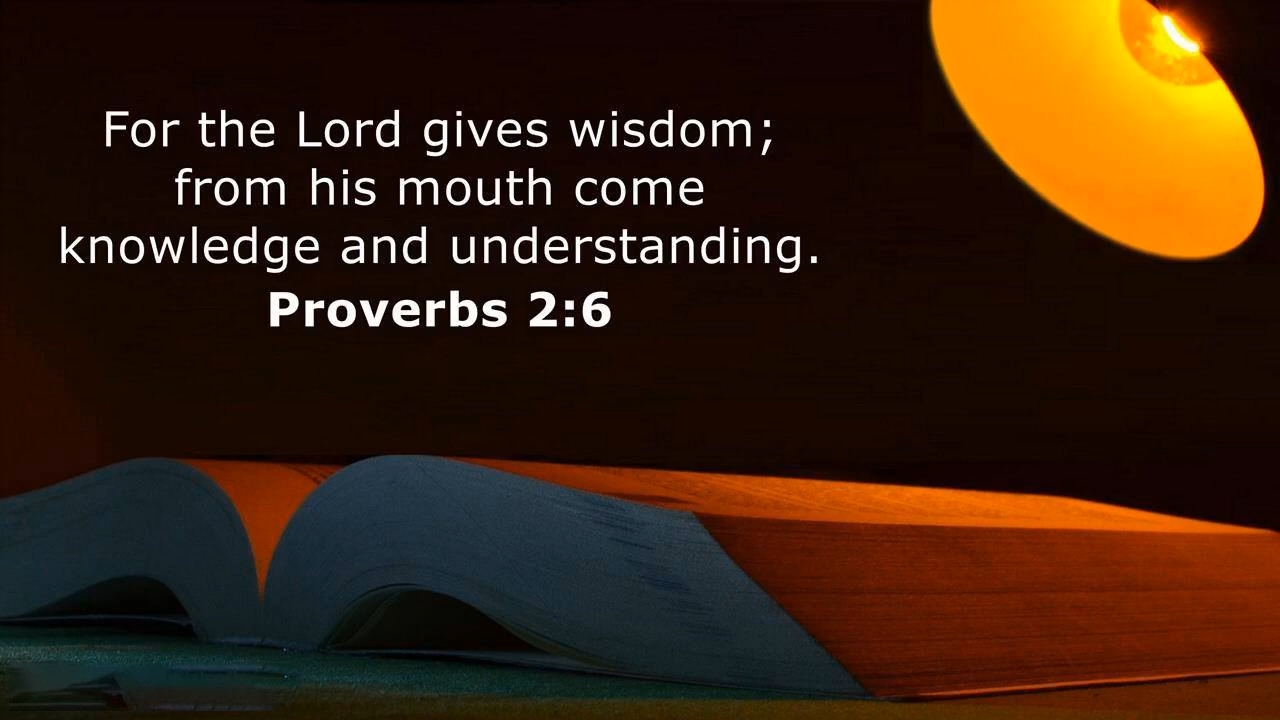 For the Lord gives wisdom;
from his mouth come
knowledge and understanding.
Proverbs 2:6